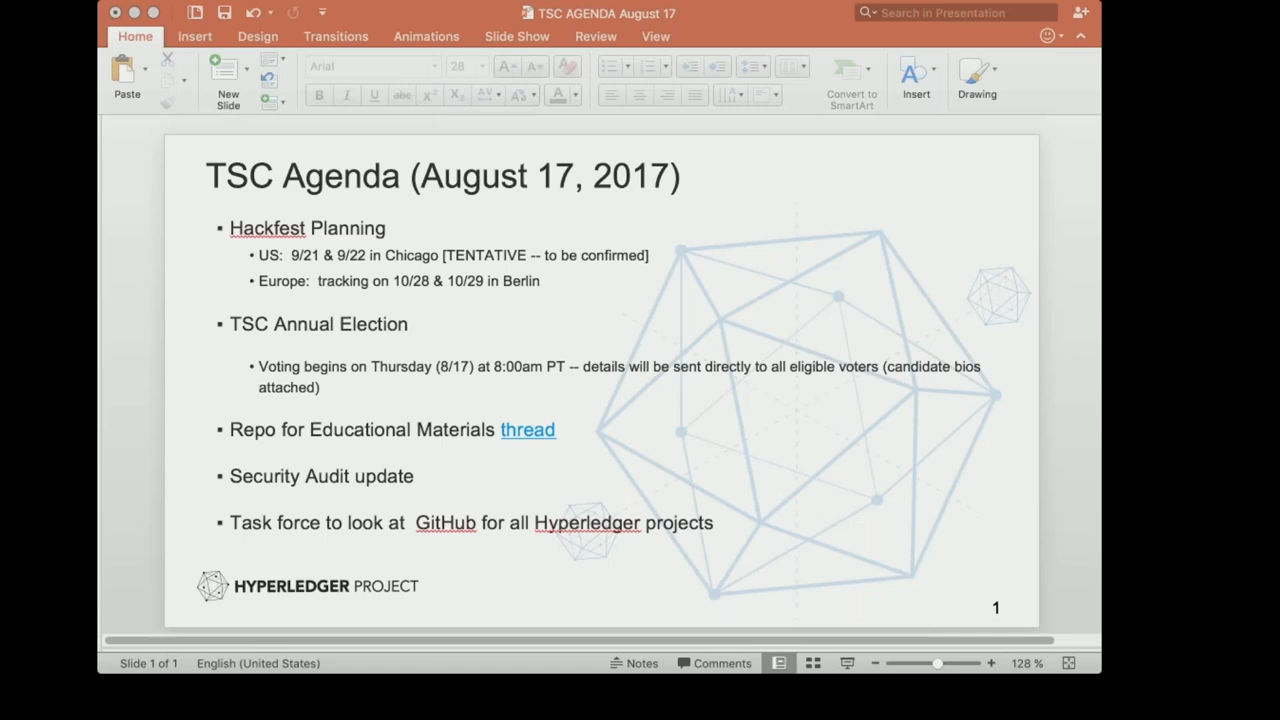 TSC AGENDA August 17
Search in Presentation
Home Insert Design Transitions Animations Slide Show Review View
Arial 28
Paste New Slide Convert to SmartArt Insert Drawing
B I U abc X² X₂ AV A
TSC Agenda (August 17, 2017)
▪ Hackfest Planning
• US: 9/21 & 9/22 in Chicago [TENTATIVE -- to be confirmed]
• Europe: tracking on 10/28 & 10/29 in Berlin
▪ TSC Annual Election
• Voting begins on Thursday (8/17) at 8:00am PT -- details will be sent directly to all eligible voters (candidate bios
attached)
▪ Repo for Educational Materials thread
▪ Security Audit update
▪ Task force to look at GitHub for all Hyperledger projects
HYPERLEDGER PROJECT
1
Slide 1 of 1 English (United States) Notes Comments 128 %